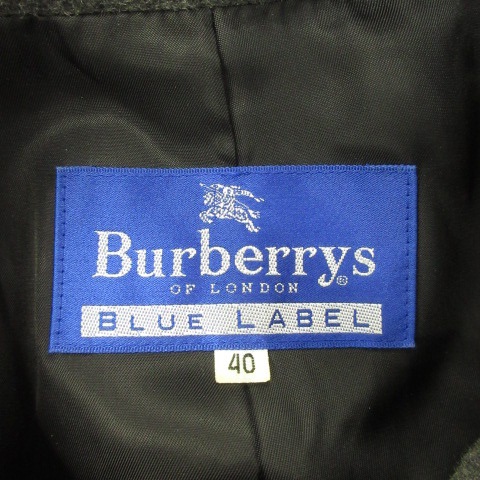 Burberrys®
OF LONDON
BLUE LABEL
40